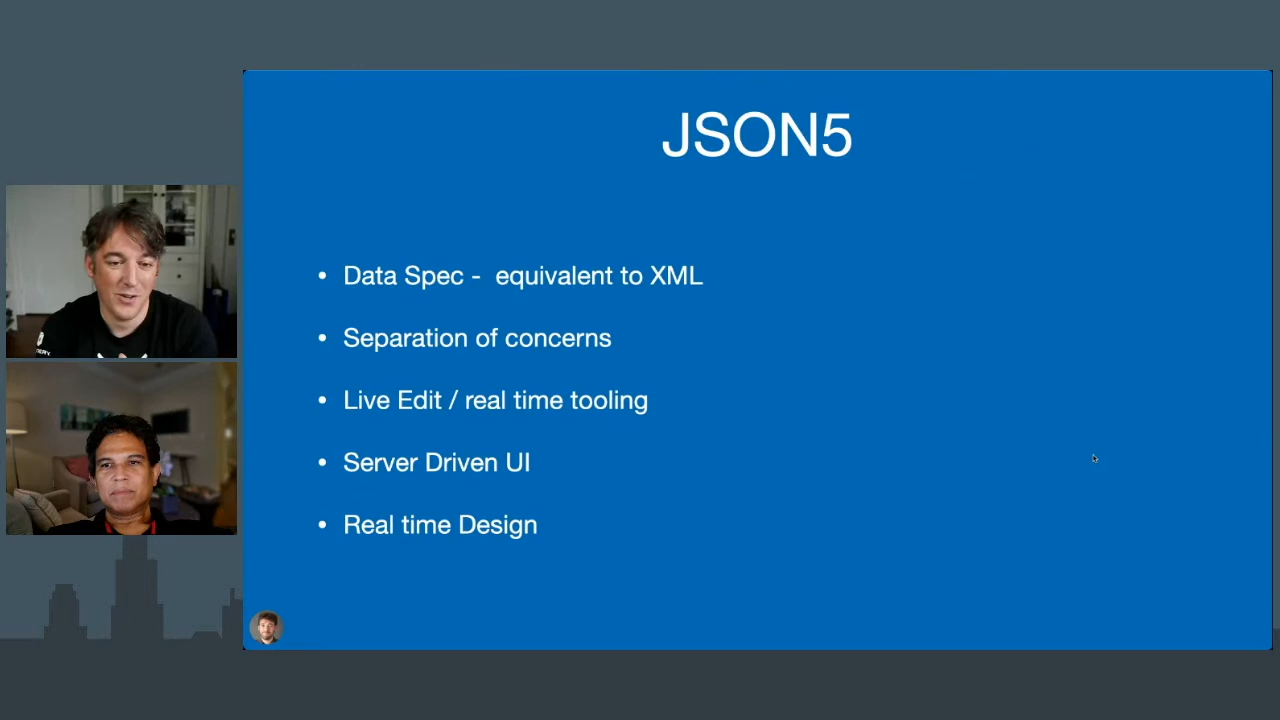 JSON5
• Data Spec -  equivalent to XML
• Separation of concerns
• Live Edit / real time tooling
• Server Driven UI
• Real time Design